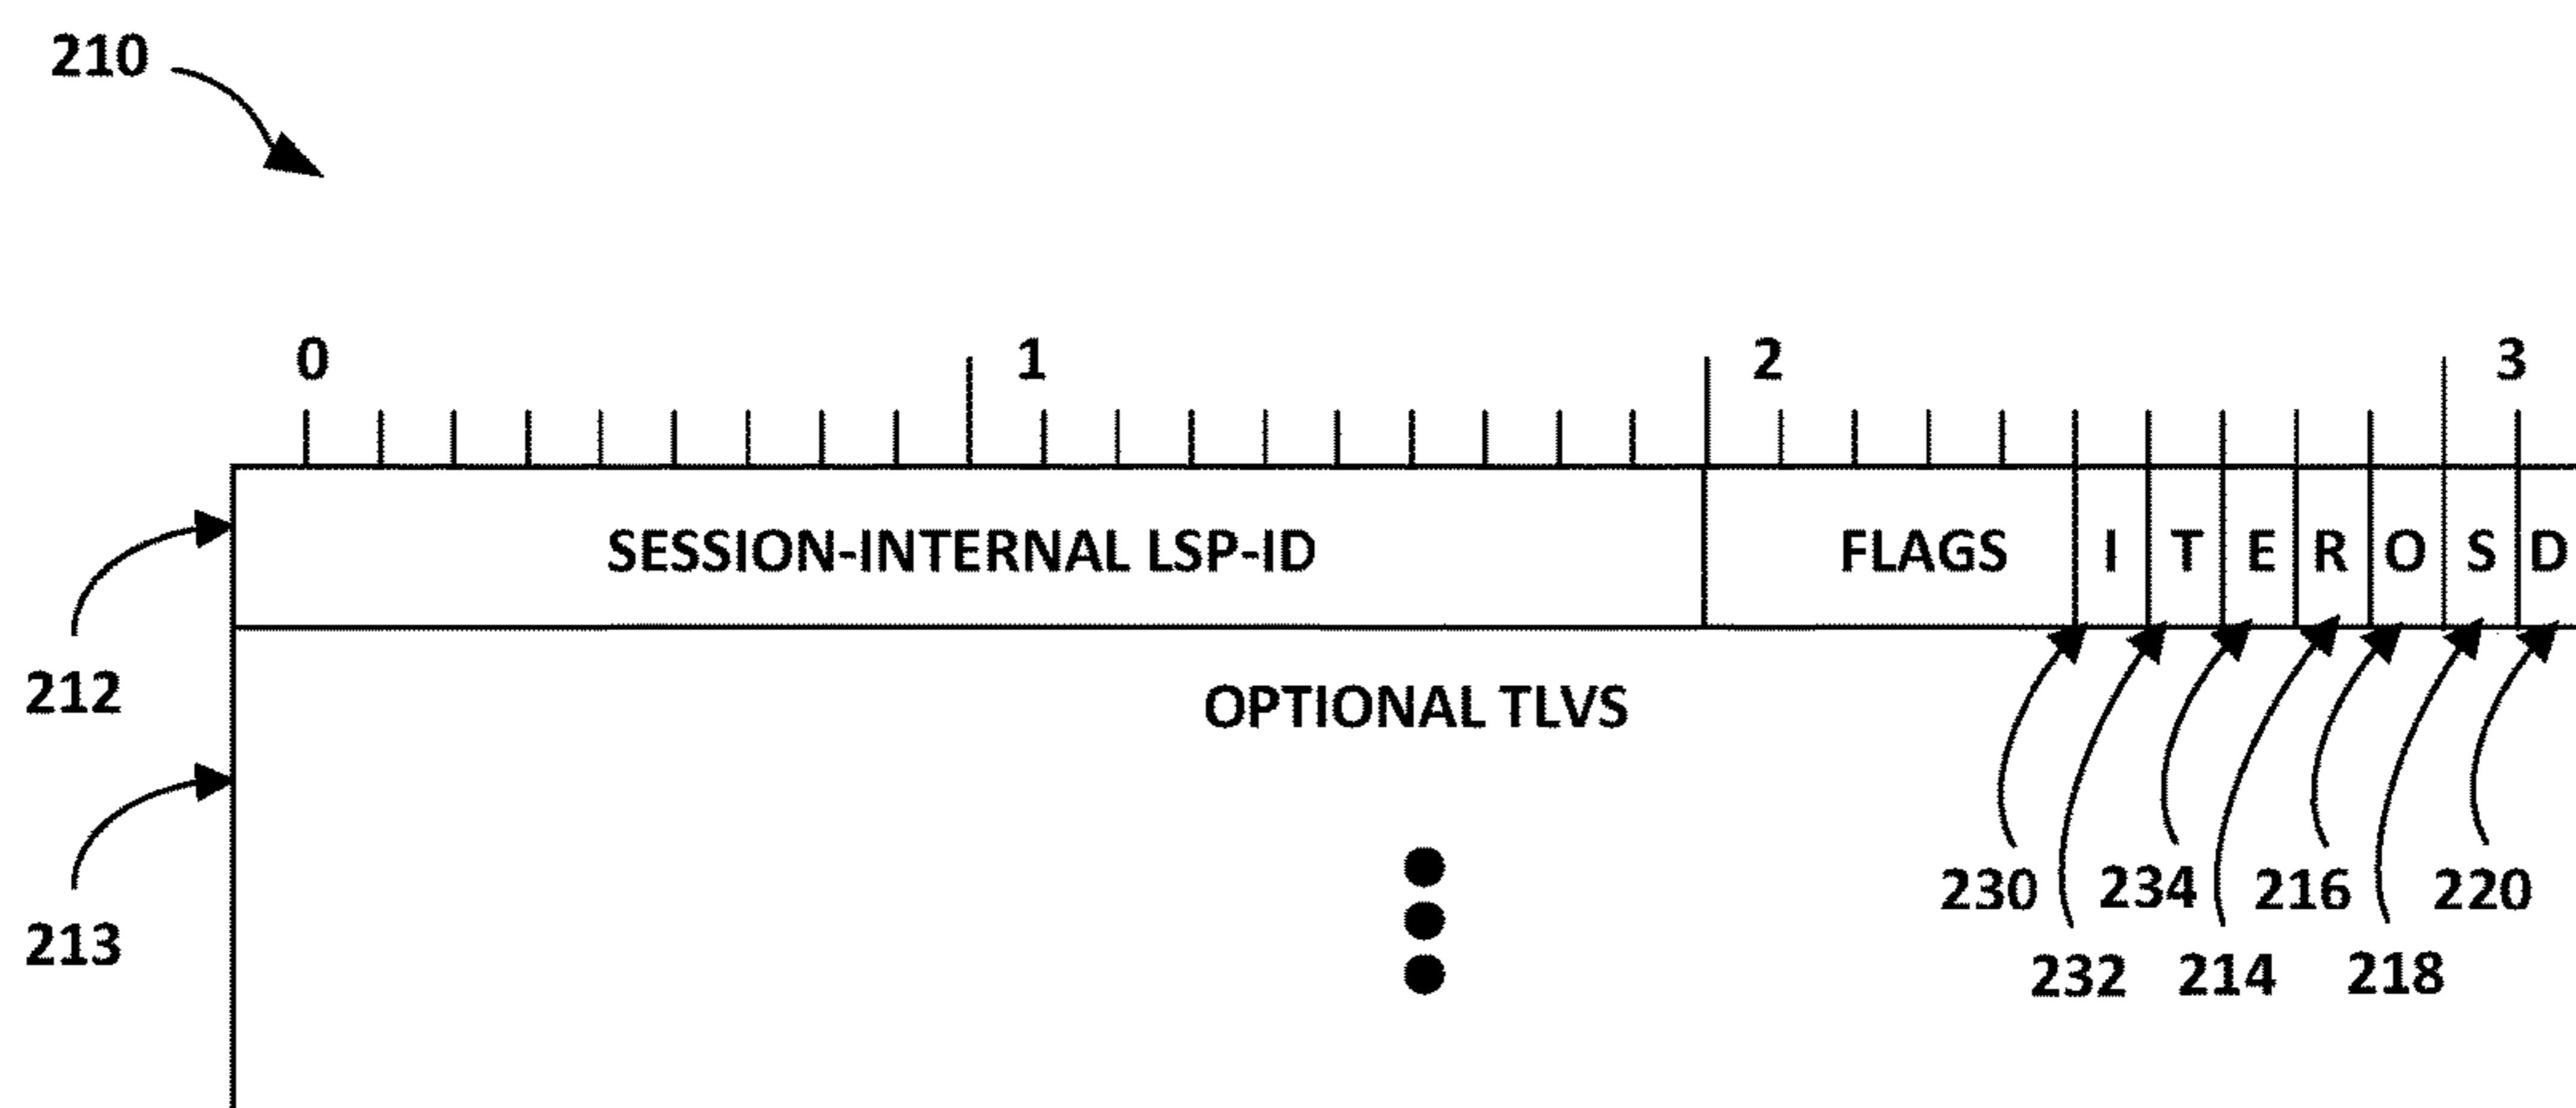 210
0 1 2 3
SESSION-INTERNAL LSP-ID FLAGS I T E R O S D
212
OPTIONAL TLVS
213
230 234 216 220
232 214 218